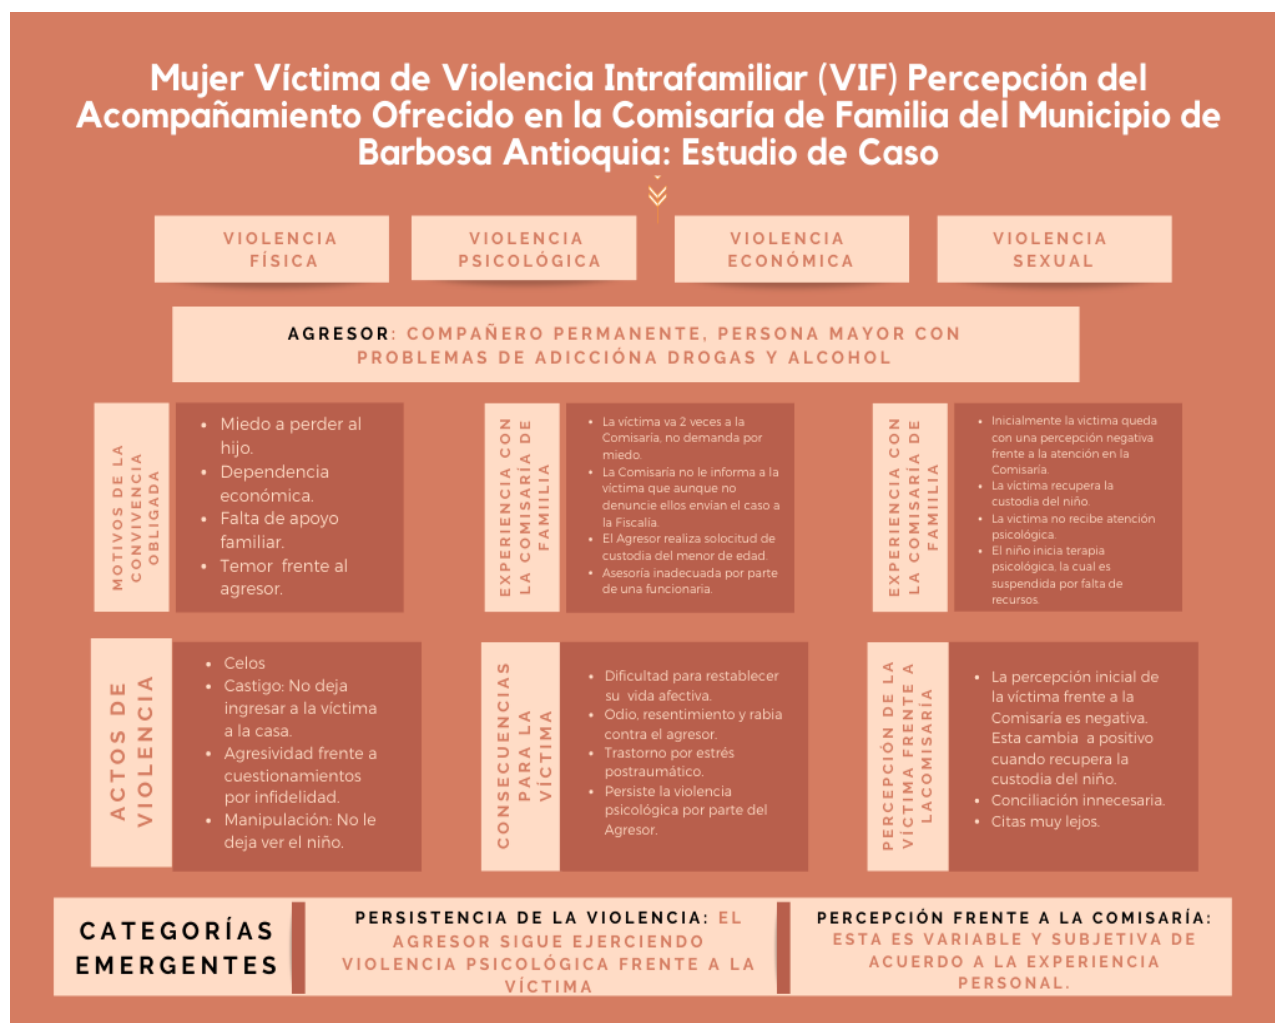 Mujer Víctima de Violencia Intrafamiliar (VIF) Percepción del
Acompañamiento Ofrecido en la Comisaría de Familia del Municipio de
Barbosa Antioquia: Estudio de Caso
VIOLENCIA
FÍSICA
VIOLENCIA
PSICOLÓGICA
VIOLENCIA
ECONÓMICA
VIOLENCIA
SEXUAL
AGRESOR: COMPAÑERO PERMANENTE, PERSONA MAYOR CON
PROBLEMAS DE ADICCIÓNA DROGAS Y ALCOHOL
MOTIVOS DE LA
CONVIVENCIA
OBLIGADA
• Miedo a perder al
hijo.
• Dependencia
económica.
• Falta de apoyo
familiar.
• Temor frente al
agresor.
EXPERIENCIA CON
LA COMISARÍA DE
FAMIILIA
• La víctima va 2 veces a la
Comisaría, no demanda por
miedo.
• La Comisaría no le informa a la
víctima que aunque no
denuncie ellos envían el caso a
la Fiscalía.
• El Agresor realiza solocitud de
custodia del menor de edad.
• Asesoría inadecuada por parte
de una funcionaria.
EXPERIENCIA CON
LA COMISARÍA DE
FAMIILIA
• Inicialmente la victima queda
con una percepción negativa
frente a la atención en la
Comisaría.
• La víctima recupera la
custodia del niño.
• La victima no recibe atención
psicológica.
• El niño inicia terapia
psicológica, la cual es
suspendida por falta de
recursos.
ACTOS DE
VIOLENCIA
• Celos
• Castigo: No deja
ingresar a la víctima
a la casa.
• Agresividad frente a
cuestionamientos
por infidelidad.
• Manipulación: No le
deja ver el niño.
CONSECUENCIAS
PARA LA
VÍCTIMA
• Dificultad para restablecer
su vida afectiva.
• Odio, resentimiento y rabia
contra el agresor.
• Trastorno por estrés
postraumático.
• Persiste la violencia
psicológica por parte del
Agresor.
PERCEPCIÓN DE LA
VÍCTIMA FRENTE A
LACOMISARÍA
• La percepción inicial de
la víctima frente a la
Comisaría es negativa.
Esta cambia a positivo
cuando recupera la
custodia del niño.
• Conciliación innecesaria.
• Citas muy lejos.
CATEGORÍAS
EMERGENTES
PERSISTENCIA DE LA VIOLENCIA: EL
AGRESOR SIGUE EJERCIENDO
VIOLENCIA PSICOLÓGICA FRENTE A LA
VÍCTIMA
PERCEPCIÓN FRENTE A LA COMISARÍA:
ESTA ES VARIABLE Y SUBJETIVA DE
ACUERDO A LA EXPERIENCIA
PERSONAL.